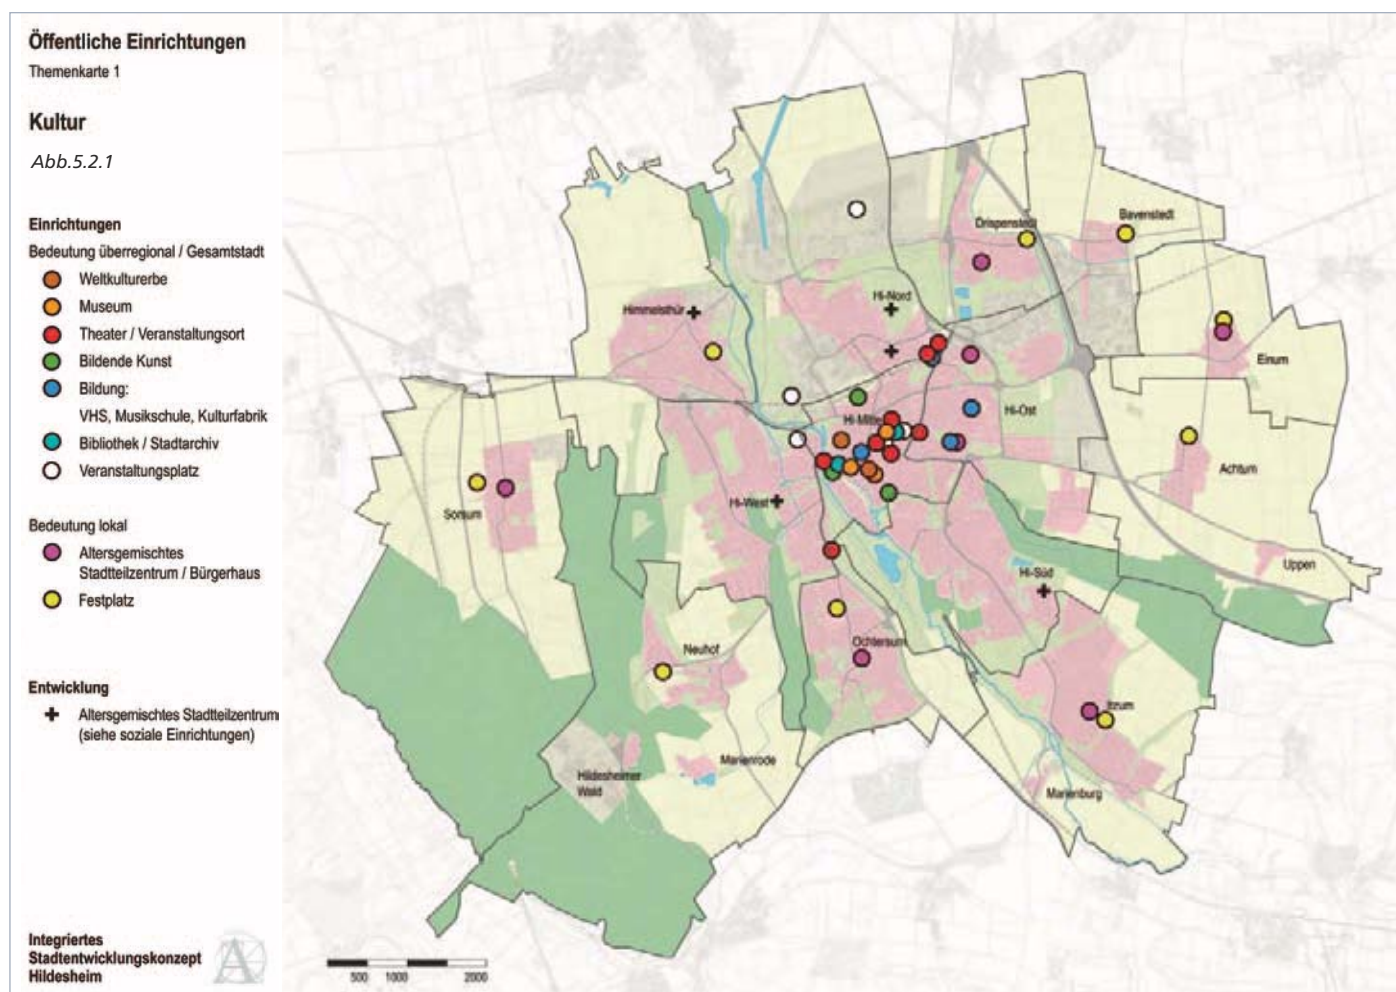 Öffentliche Einrichtungen
Themenkarte 1
Kultur
Abb.5.2.1
Einrichtungen
Bedeutung überregional / Gesamtstadt
Weltkulturerbe
Museum
Theater / Veranstaltungsort
Bildende Kunst
Bildung:
VHS, Musikschule, Kulturfabrik
Bibliothek / Stadtarchiv
Veranstaltungsplatz
Bedeutung lokal
Altersgemischtes
Stadtteilzentrum / Bürgerhaus
Festplatz
Entwicklung
Altersgemischtes Stadtteilzentrum
(siehe soziale Einrichtungen)
Integriertes
Stadtentwicklungskonzept
Hildesheim
Drispenstedt
Bavenstedt
Hi-Nord
Himmelsthür
Einum
Hi-Mitte
Hi-Ost
Achtum
Sorsum
Hi-West
Uppen
Hi-Süd
Ochtersum
Neuhof
Itzum
Marienrode
Hildesheimer
Wald
Marienburg
500 1000 2000